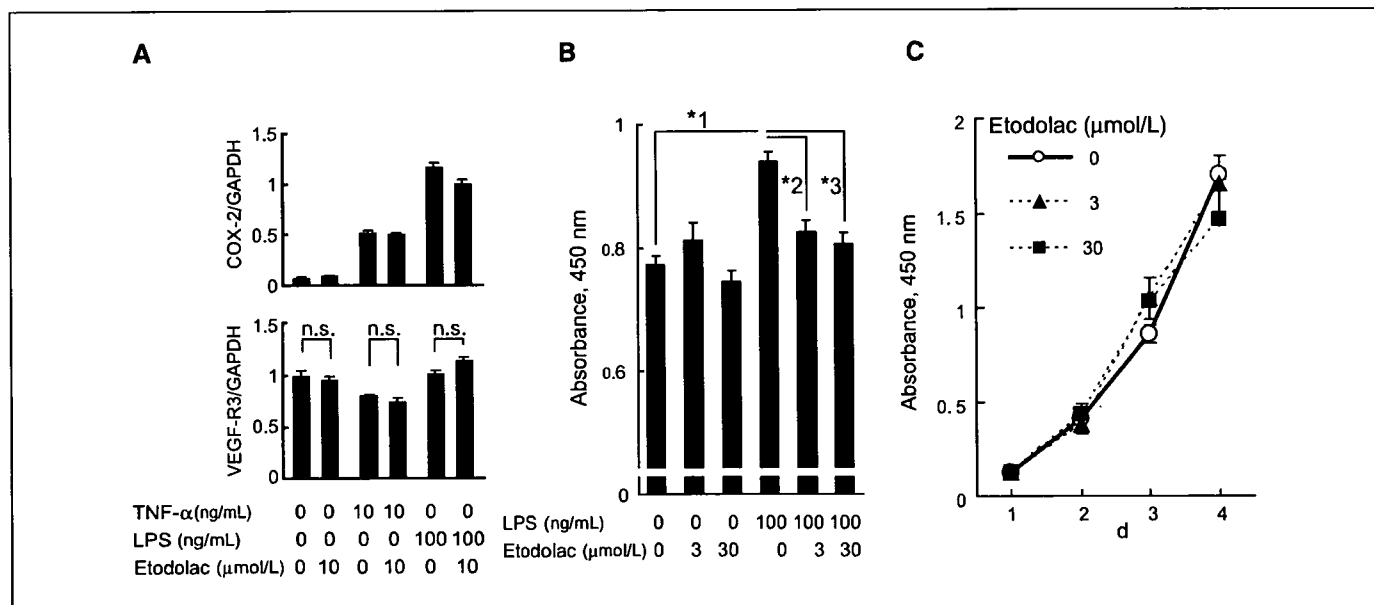 A
B
C
COX-2/GAPDH
1.5
1
0.5
0
VEGF-R3/GAPDH
1.5
1
0.5
0
n.s.
n.s.
n.s.
TNF-α(ng/mL) 0 0 10 10 0 0
LPS (ng/mL) 0 0 0 0 100 100
Etodolac (μmol/L) 0 10 0 10 0 10
Absorbance, 450 nm
1
0.8
0.6
0
*1
*2
*3
LPS (ng/mL) 0 0 0 100 100 100
Etodolac (μmol/L) 0 3 30 0 3 30
Absorbance, 450 nm
2
1.5
1
0.5
0
Etodolac (μmol/L)
0
3
30
1 2 3 4
d